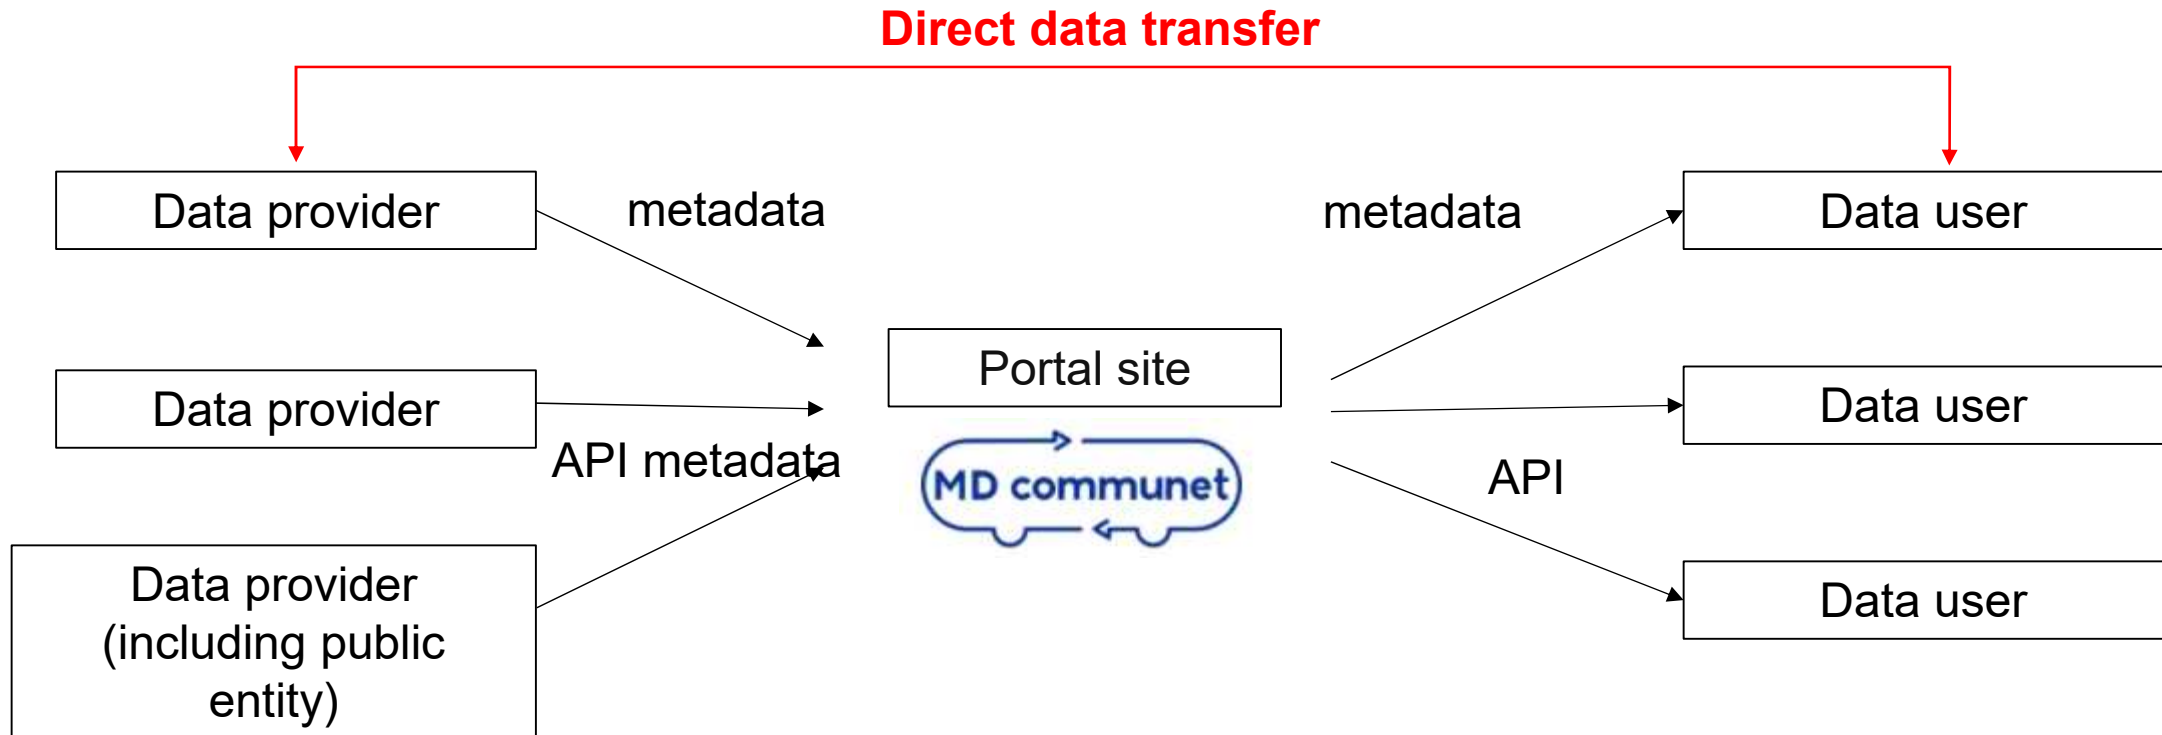 Direct data transfer
Data provider
metadata
metadata
Data user
Portal site
Data provider
Data user
API metadata
MD communet
API
Data provider
(including public
entity)
Data user